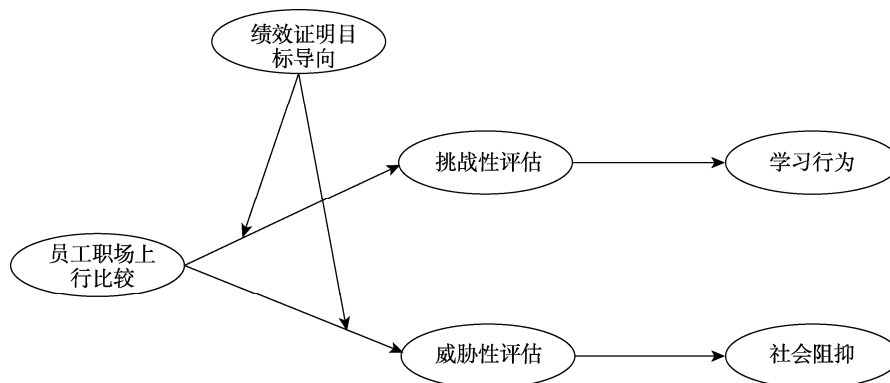 绩效证明目
标导向
挑战性评估
学习行为
员工职场上
行比较
威胁性评估
社会阻抑